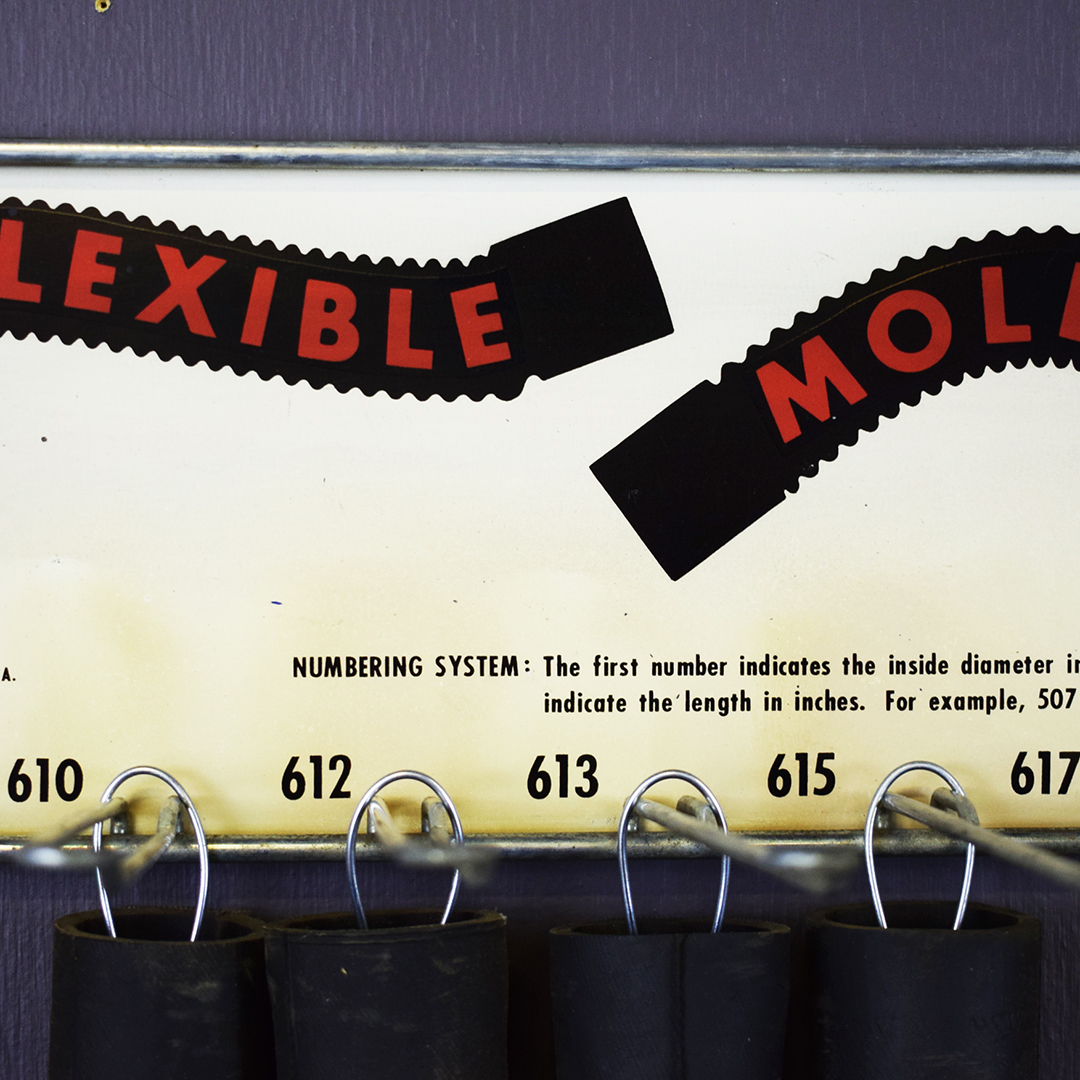 LEXIBLE
MOL
A.
NUMBERING SYSTEM: The first number indicates the inside diameter in
indicate the length in inches. For example, 507
610 612 613 615 617